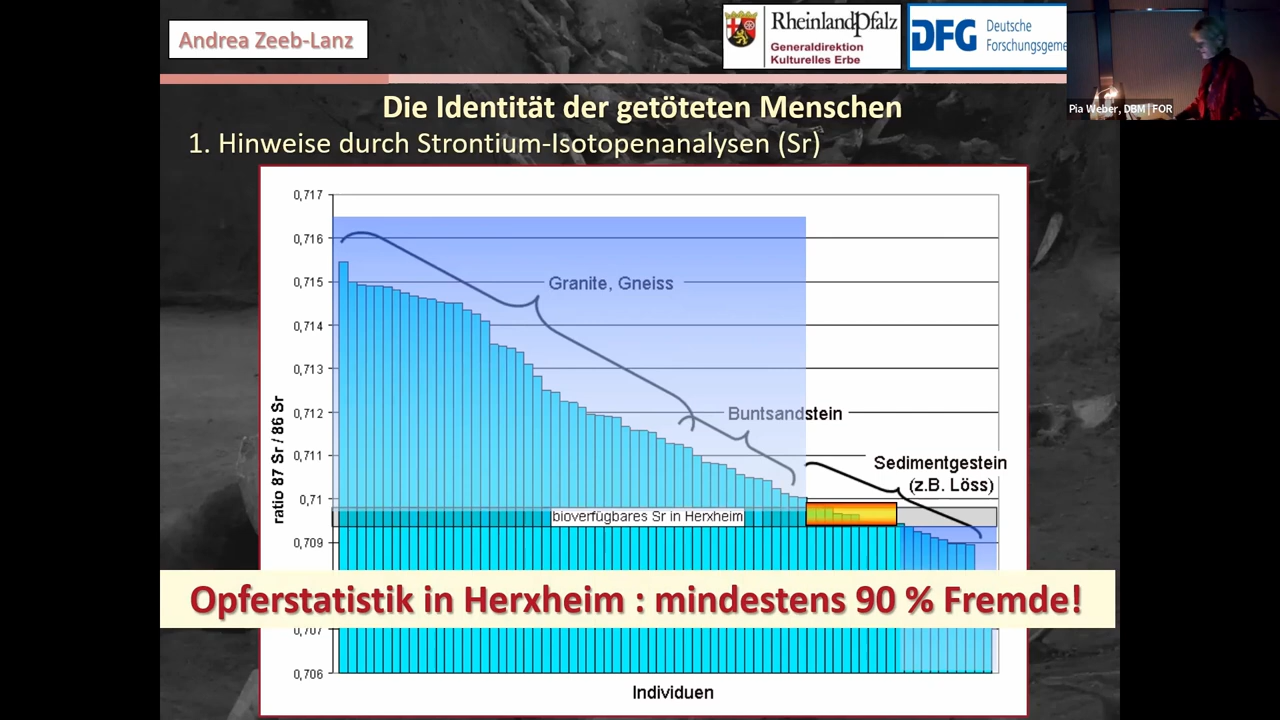 Andrea Zeeb-Lanz
RheinlandPfalz
Generaldirektion
Kulturelles Erbe
DFG
Deutsche
Forschungsgeme
Pia Weber, DBM|FOR
Die Identität der getöteten Menschen
1. Hinweise durch Strontium-Isotopenanalysen (Sr)
0,717
0,716
0,715
Granite, Gneiss
0,714
0,713
0,712
Buntsandstein
0,711
Sedimentgestein
(z.B. Löss)
0,71
bioverfügbares Sr in Herxheim
0,709
ratio 87 Sr / 86 Sr
Opferstatistik in Herxheim : mindestens 90 % Fremde!
0,707
0,706
Individuen